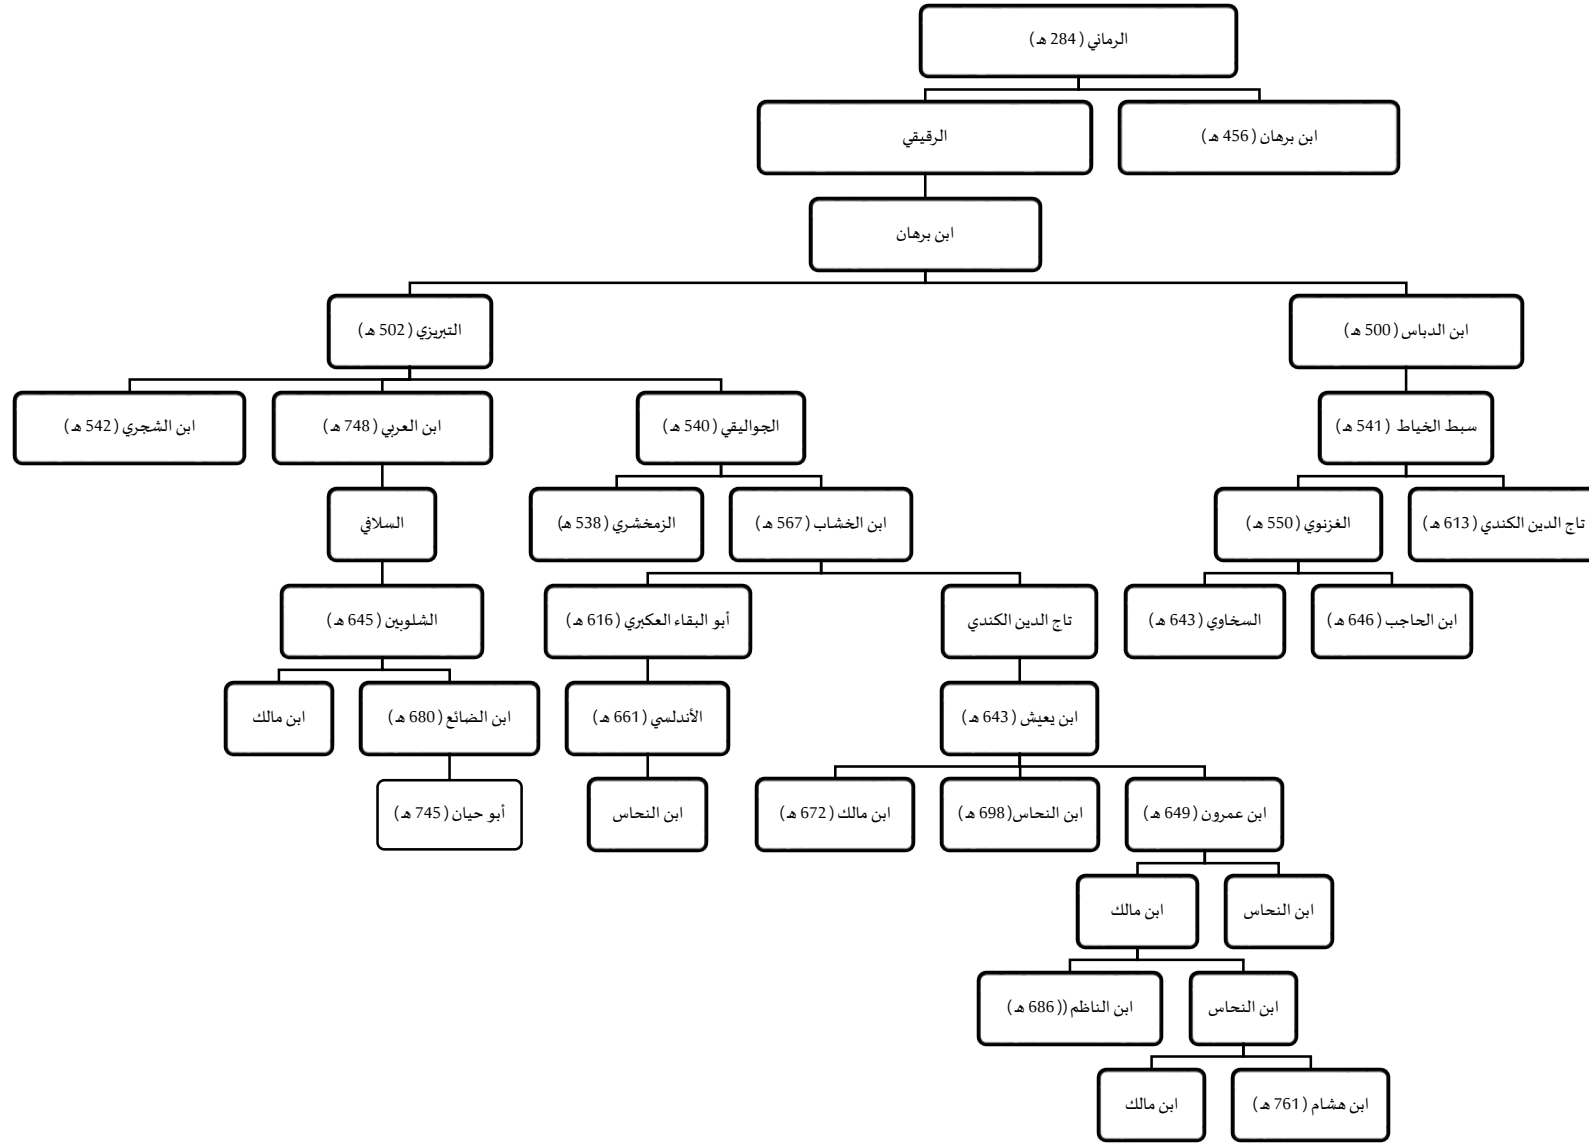 الرماني ( 284 هـ )
ابن برهان ( 456 هـ )
الرقيقي
ابن برهان
ابن الدباس ( 500 هـ )
التبريزي ( 502 هـ )
سبط الخياط ( 541 هـ )
الجواليقي ( 540 هـ )
ابن العربي ( 748 هـ )
ابن الشجري ( 542 هـ )
تاج الدين الكندي ( 613 هـ )
الغزنوي ( 550 هـ )
ابن الخشاب ( 567 هـ )
الزمخشري ( 538 هـ )
السلافي
ابن الحاجب ( 646 هـ )
السخاوي ( 643 هـ )
تاج الدين الكندي
أبو البقاء العكبري ( 616 هـ )
الشلوبين ( 645 هـ )
ابن يعيش ( 643 هـ )
الأندلسي ( 661 هـ )
ابن الضائع ( 680 هـ )
ابن مالك
ابن عمرون ( 649 هـ )
ابن النحاس( 698 هـ )
ابن مالك ( 672 هـ )
ابن النحاس
أبو حيان ( 745 هـ )
ابن النحاس
ابن مالك
ابن النحاس
ابن الناظم (( 686 هـ )
ابن هشام ( 761 هـ )
ابن مالك